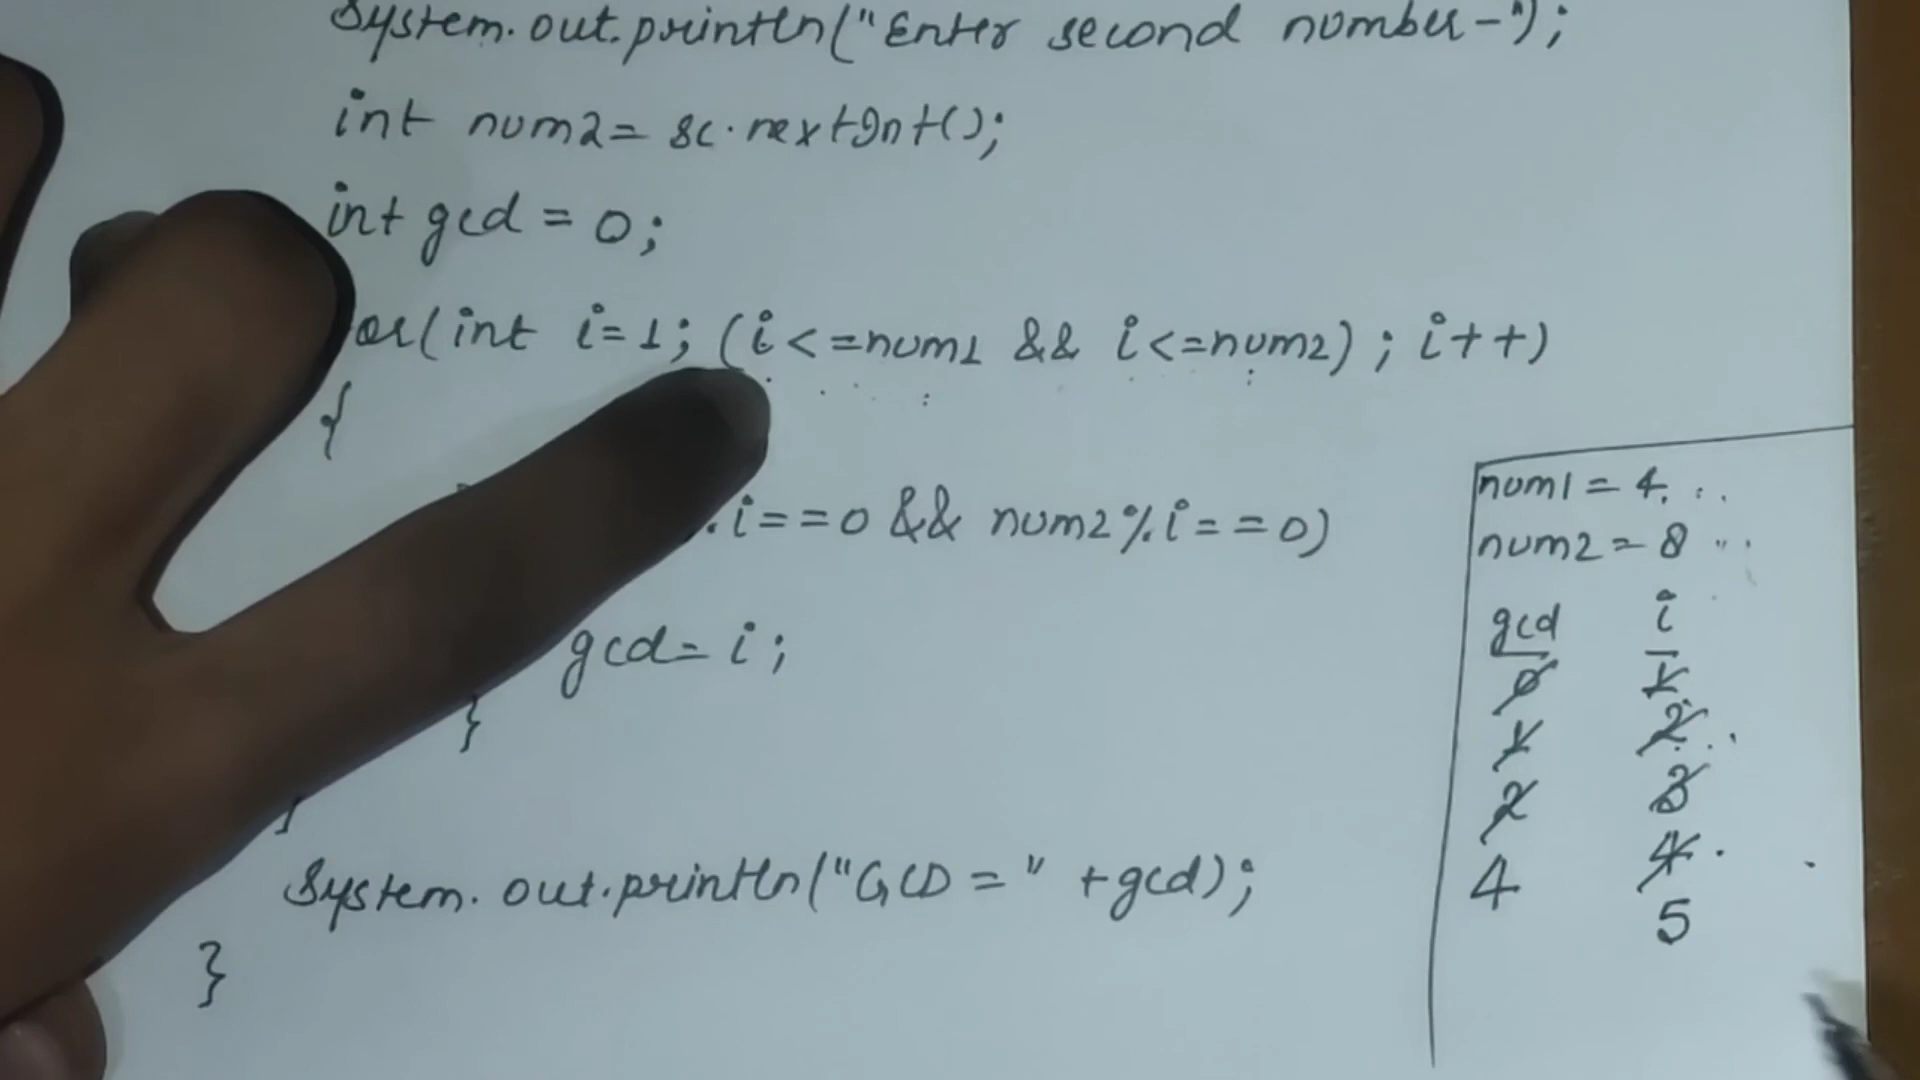 System.out.println("Enter second number-");
int num2= sc.nextInt();
int gcd = 0;
or(int i=1; (i<=num1 && i<=num2) ; i++)
{
.i==0 && num2%i==0)
gcd= i;
}
System.out.println("GCD = " +gcd);
}
num1 = 4
num2 = 8
gcd i
0 1
1 2
2 3
4 4
5